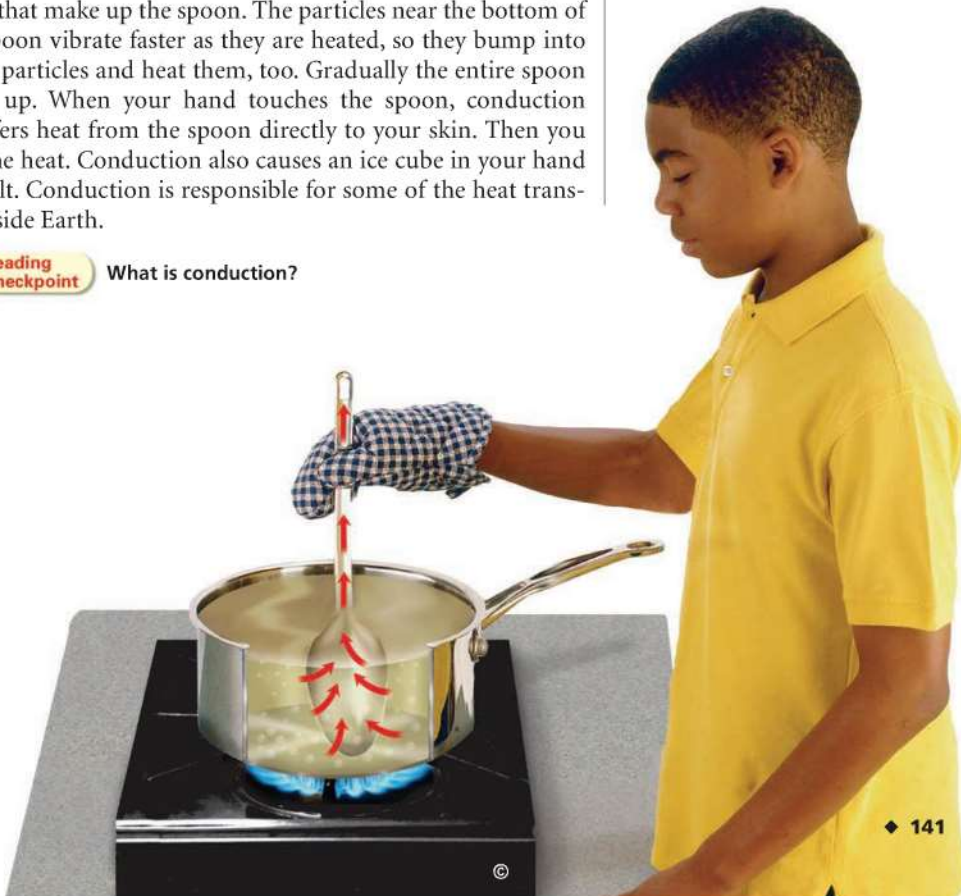 that make up the spoon. The particles near the bottom of
poon vibrate faster as they are heated, so they bump into
particles and heat them, too. Gradually the entire spoon
up. When your hand touches the spoon, conduction
fers heat from the spoon directly to your skin. Then you
he heat. Conduction also causes an ice cube in your hand
lt. Conduction is responsible for some of the heat trans-
side Earth.
eading
heckpoint What is conduction?
◆ 141
©